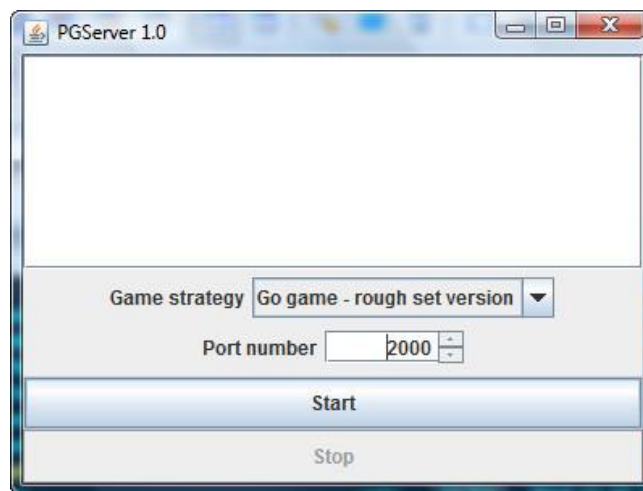 PGServer 1.0
Game strategy Go game - rough set version
Port number 2000
Start
Stop